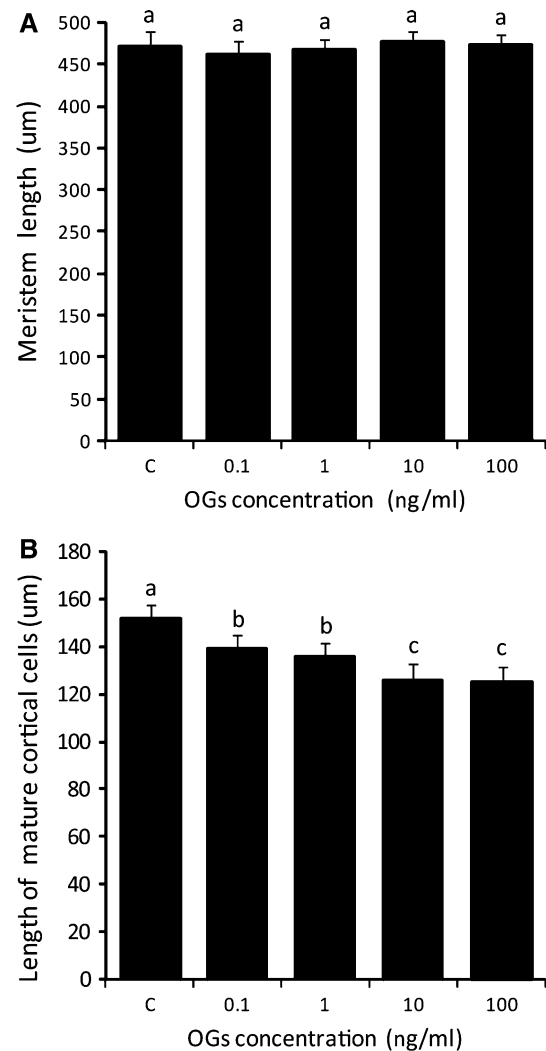 A
a a a a a
500
450
400
350
300
250
200
150
100
50
0
Meristem length (um)
C 0.1 1 10 100
OGs concentration (ng/ml)
B
180
160
140
120
100
80
60
40
20
0
a b b c c
Length of mature cortical cells (um)
C 0.1 1 10 100
OGs concentration (ng/ml)